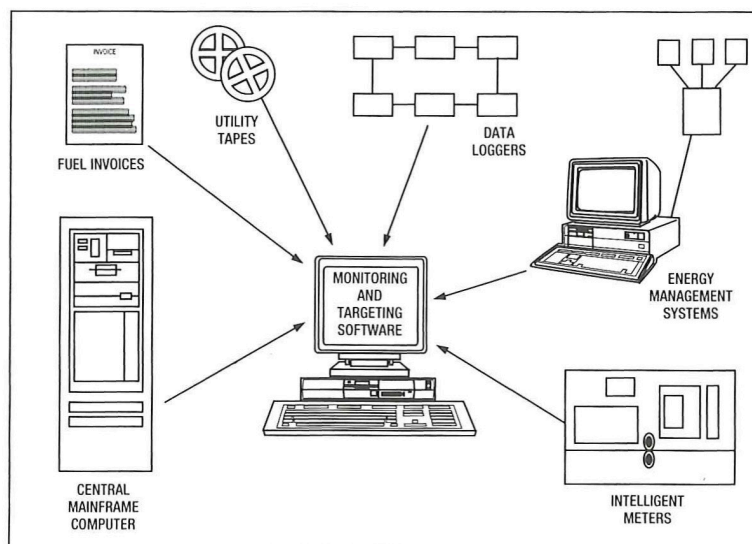 INVOICE
FUEL INVOICES
UTILITY
TAPES
DATA
LOGGERS
MONITORING
AND
TARGETING
SOFTWARE
ENERGY
MANAGEMENT
SYSTEMS
CENTRAL
MAINFRAME
COMPUTER
INTELLIGENT
METERS